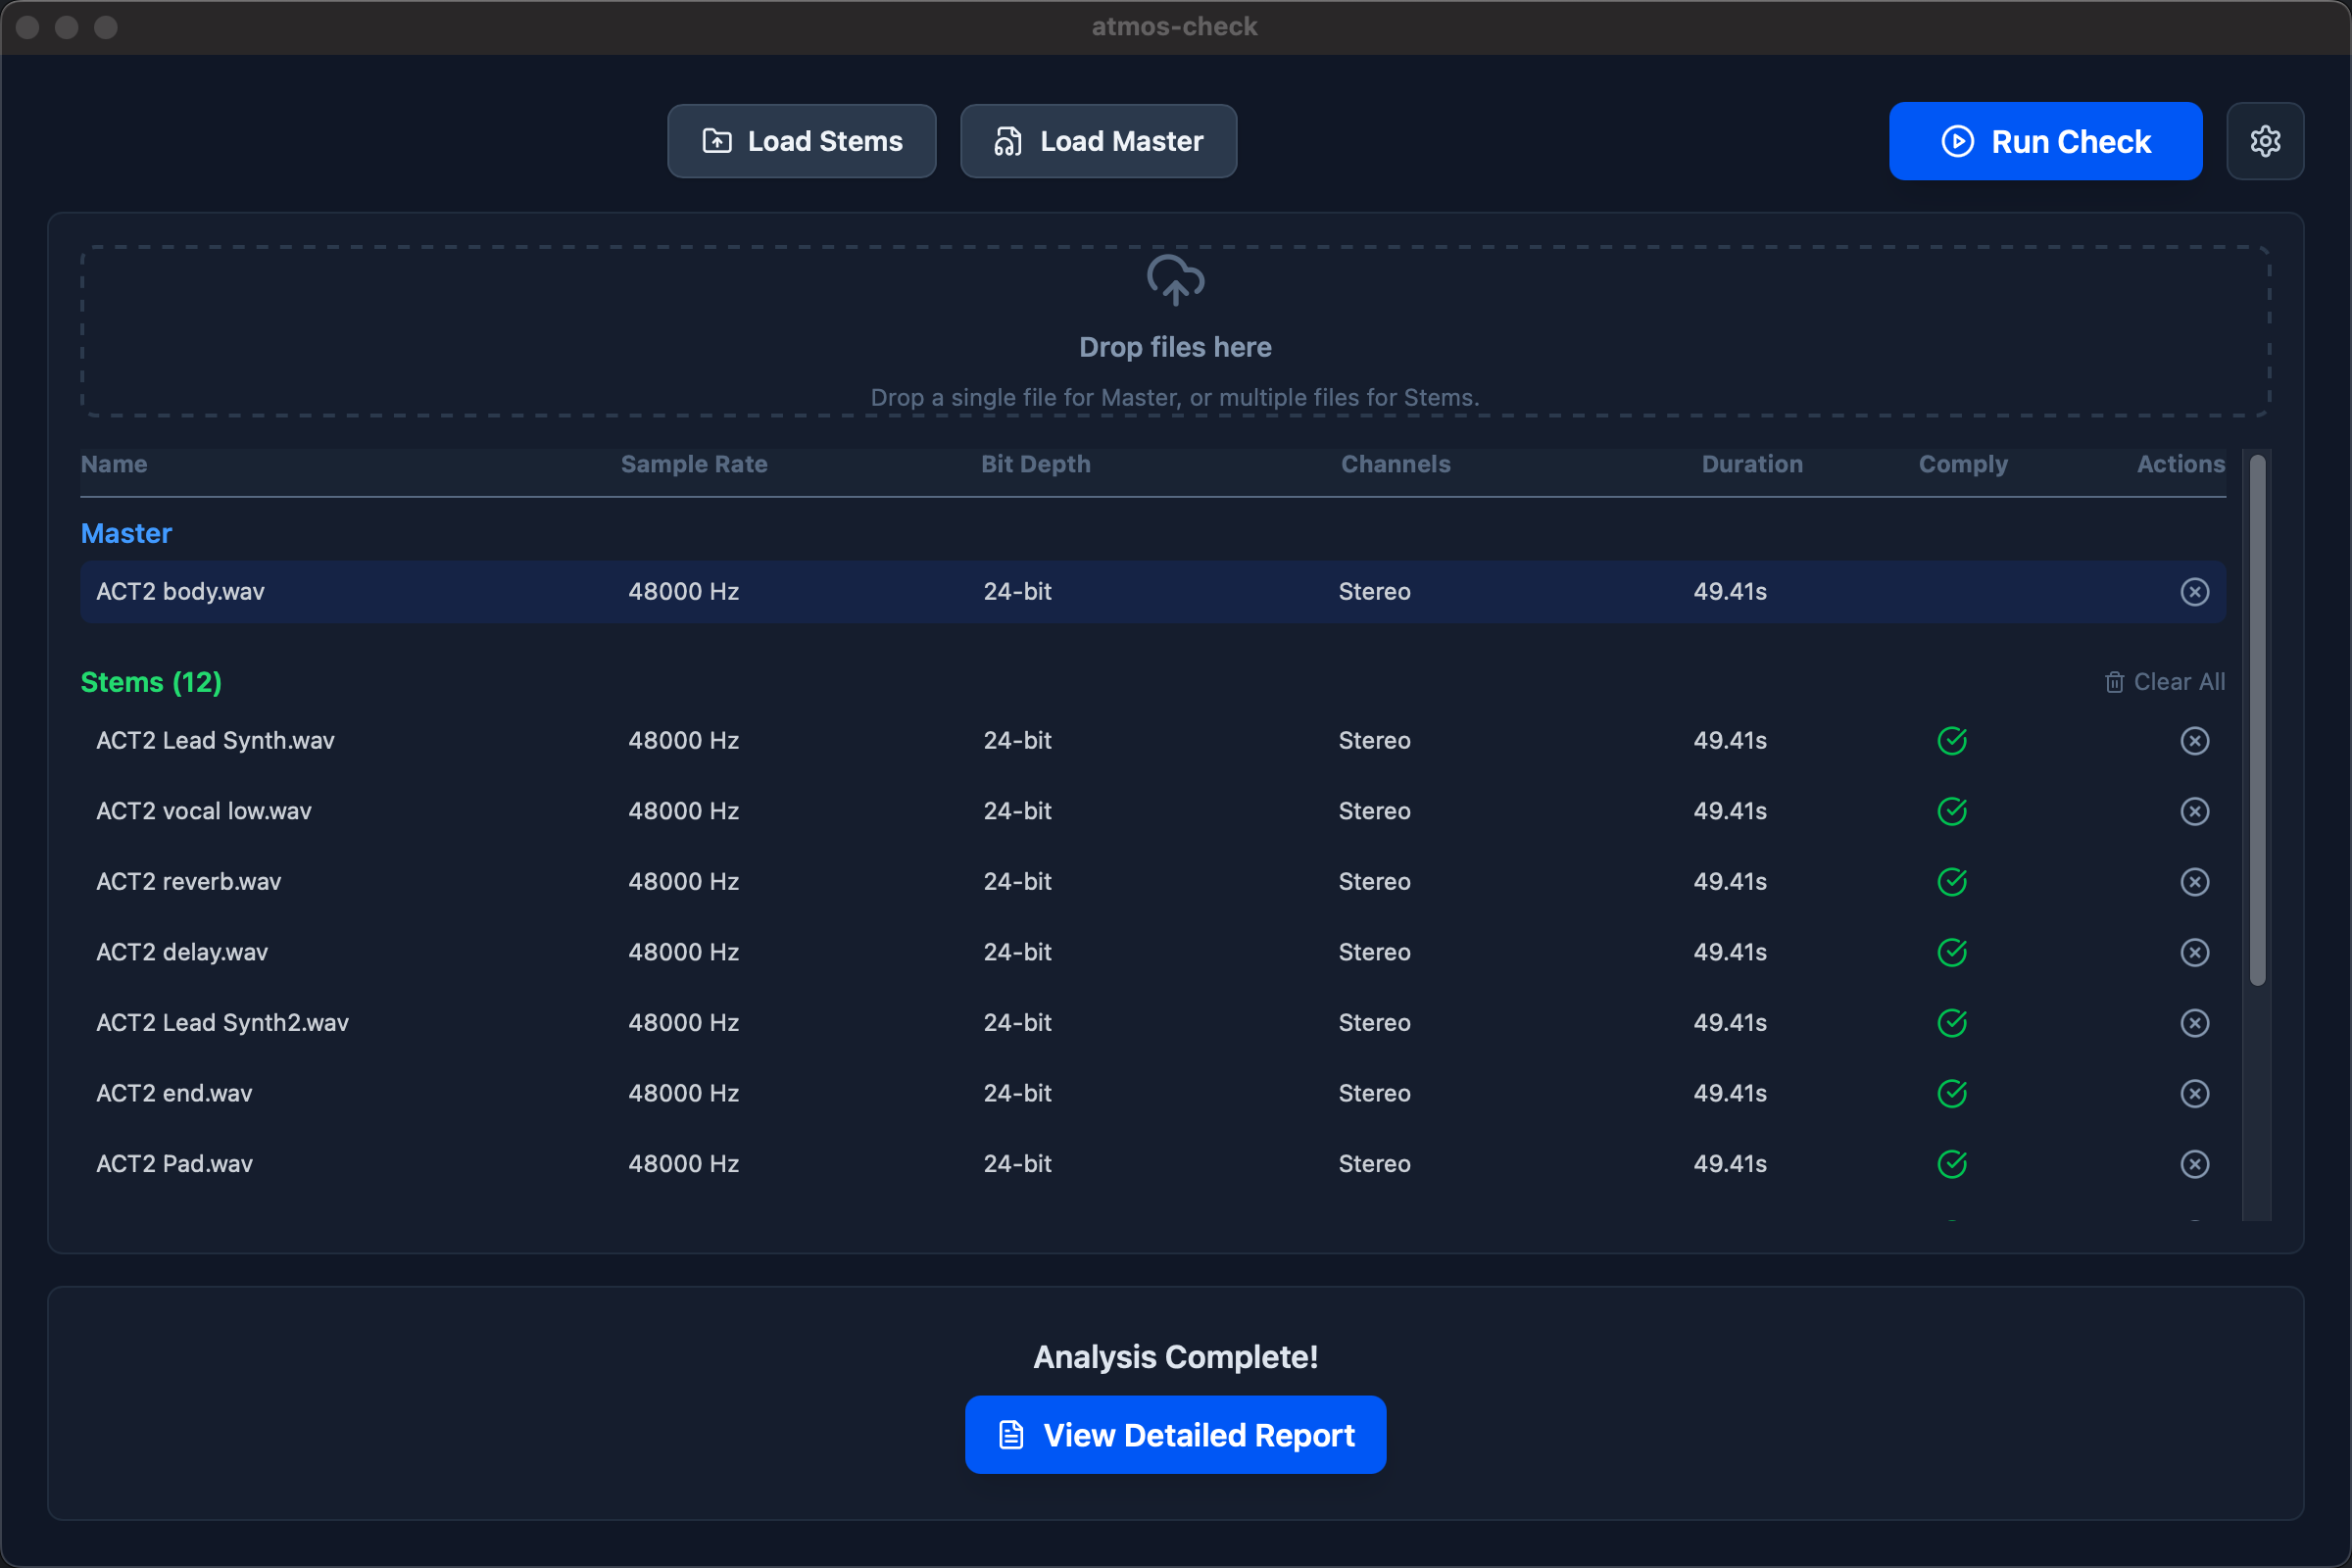 atmos-check
Load Stems
Load Master
Run Check
Drop files here
Drop a single file for Master, or multiple files for Stems.
Name Sample Rate Bit Depth Channels Duration Comply Actions
Master
ACT2 body.wav 48000 Hz 24-bit Stereo 49.41s
Stems (12) Clear All
ACT2 Lead Synth.wav 48000 Hz 24-bit Stereo 49.41s
ACT2 vocal low.wav 48000 Hz 24-bit Stereo 49.41s
ACT2 reverb.wav 48000 Hz 24-bit Stereo 49.41s
ACT2 delay.wav 48000 Hz 24-bit Stereo 49.41s
ACT2 Lead Synth2.wav 48000 Hz 24-bit Stereo 49.41s
ACT2 end.wav 48000 Hz 24-bit Stereo 49.41s
ACT2 Pad.wav 48000 Hz 24-bit Stereo 49.41s
Analysis Complete!
View Detailed Report